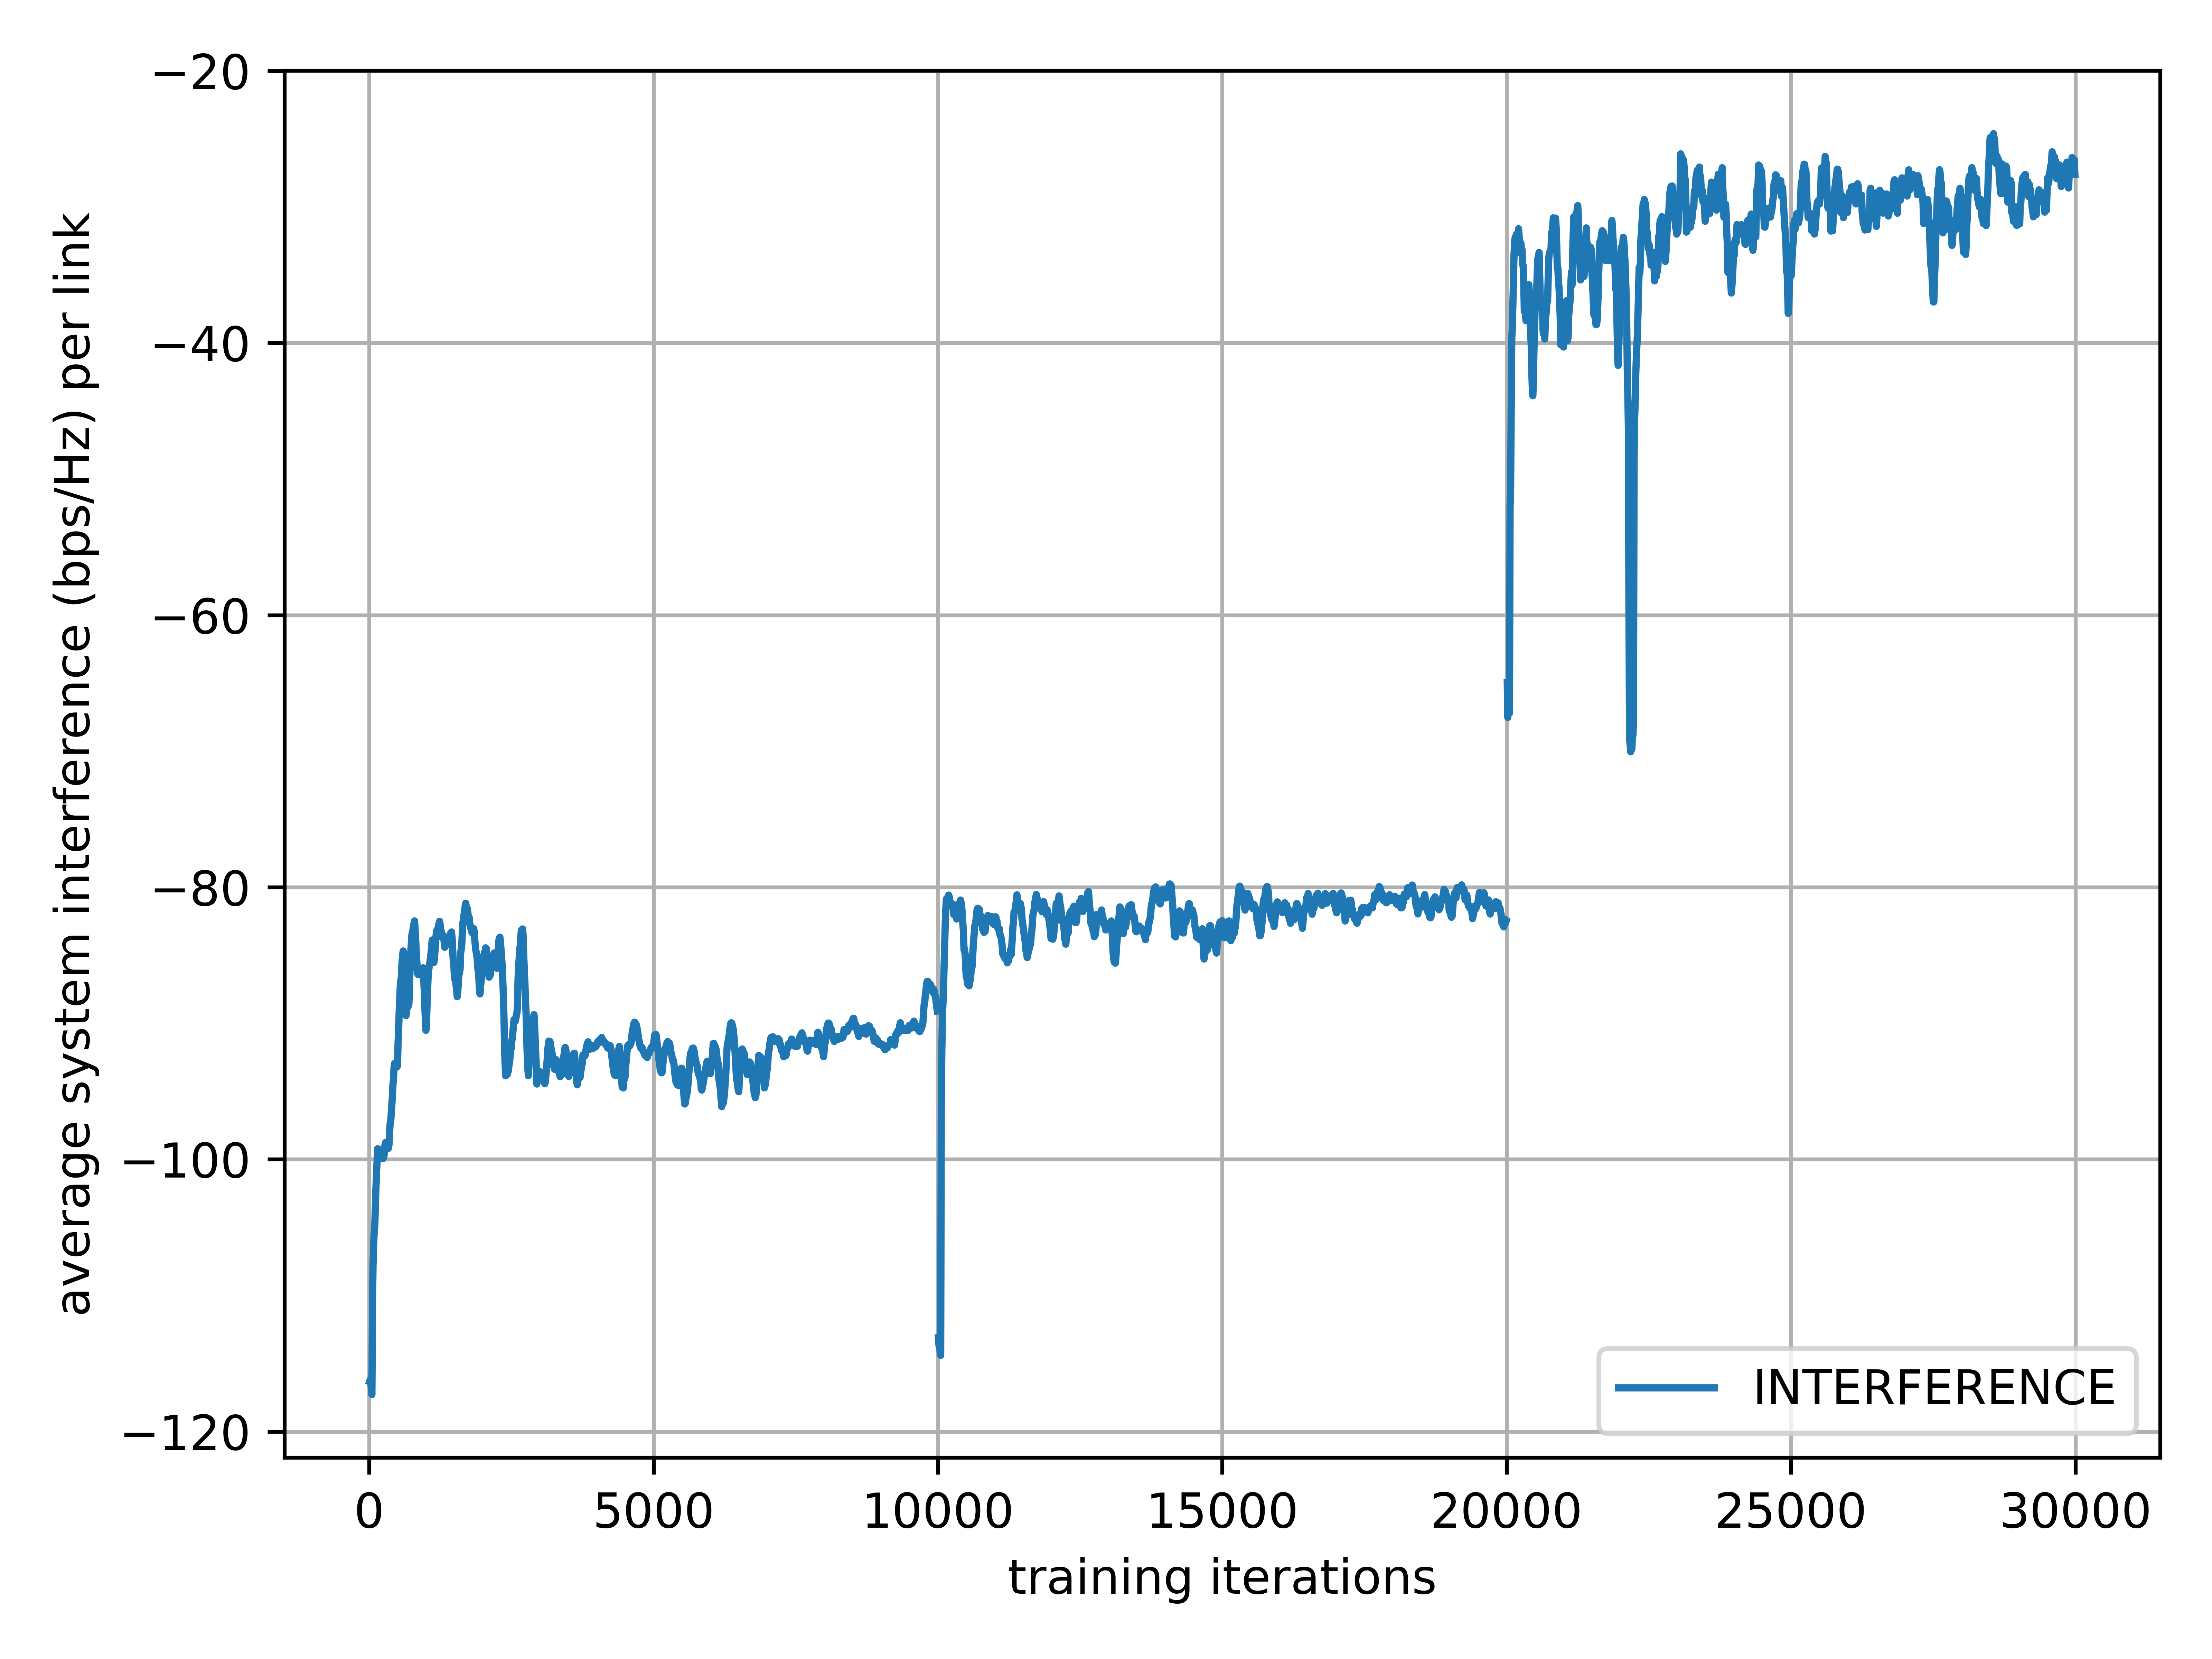 average system interference (bps/Hz) per link
−20
−40
−60
−80
−100
−120
INTERFERENCE
0 5000 10000 15000 20000 25000 30000
training iterations